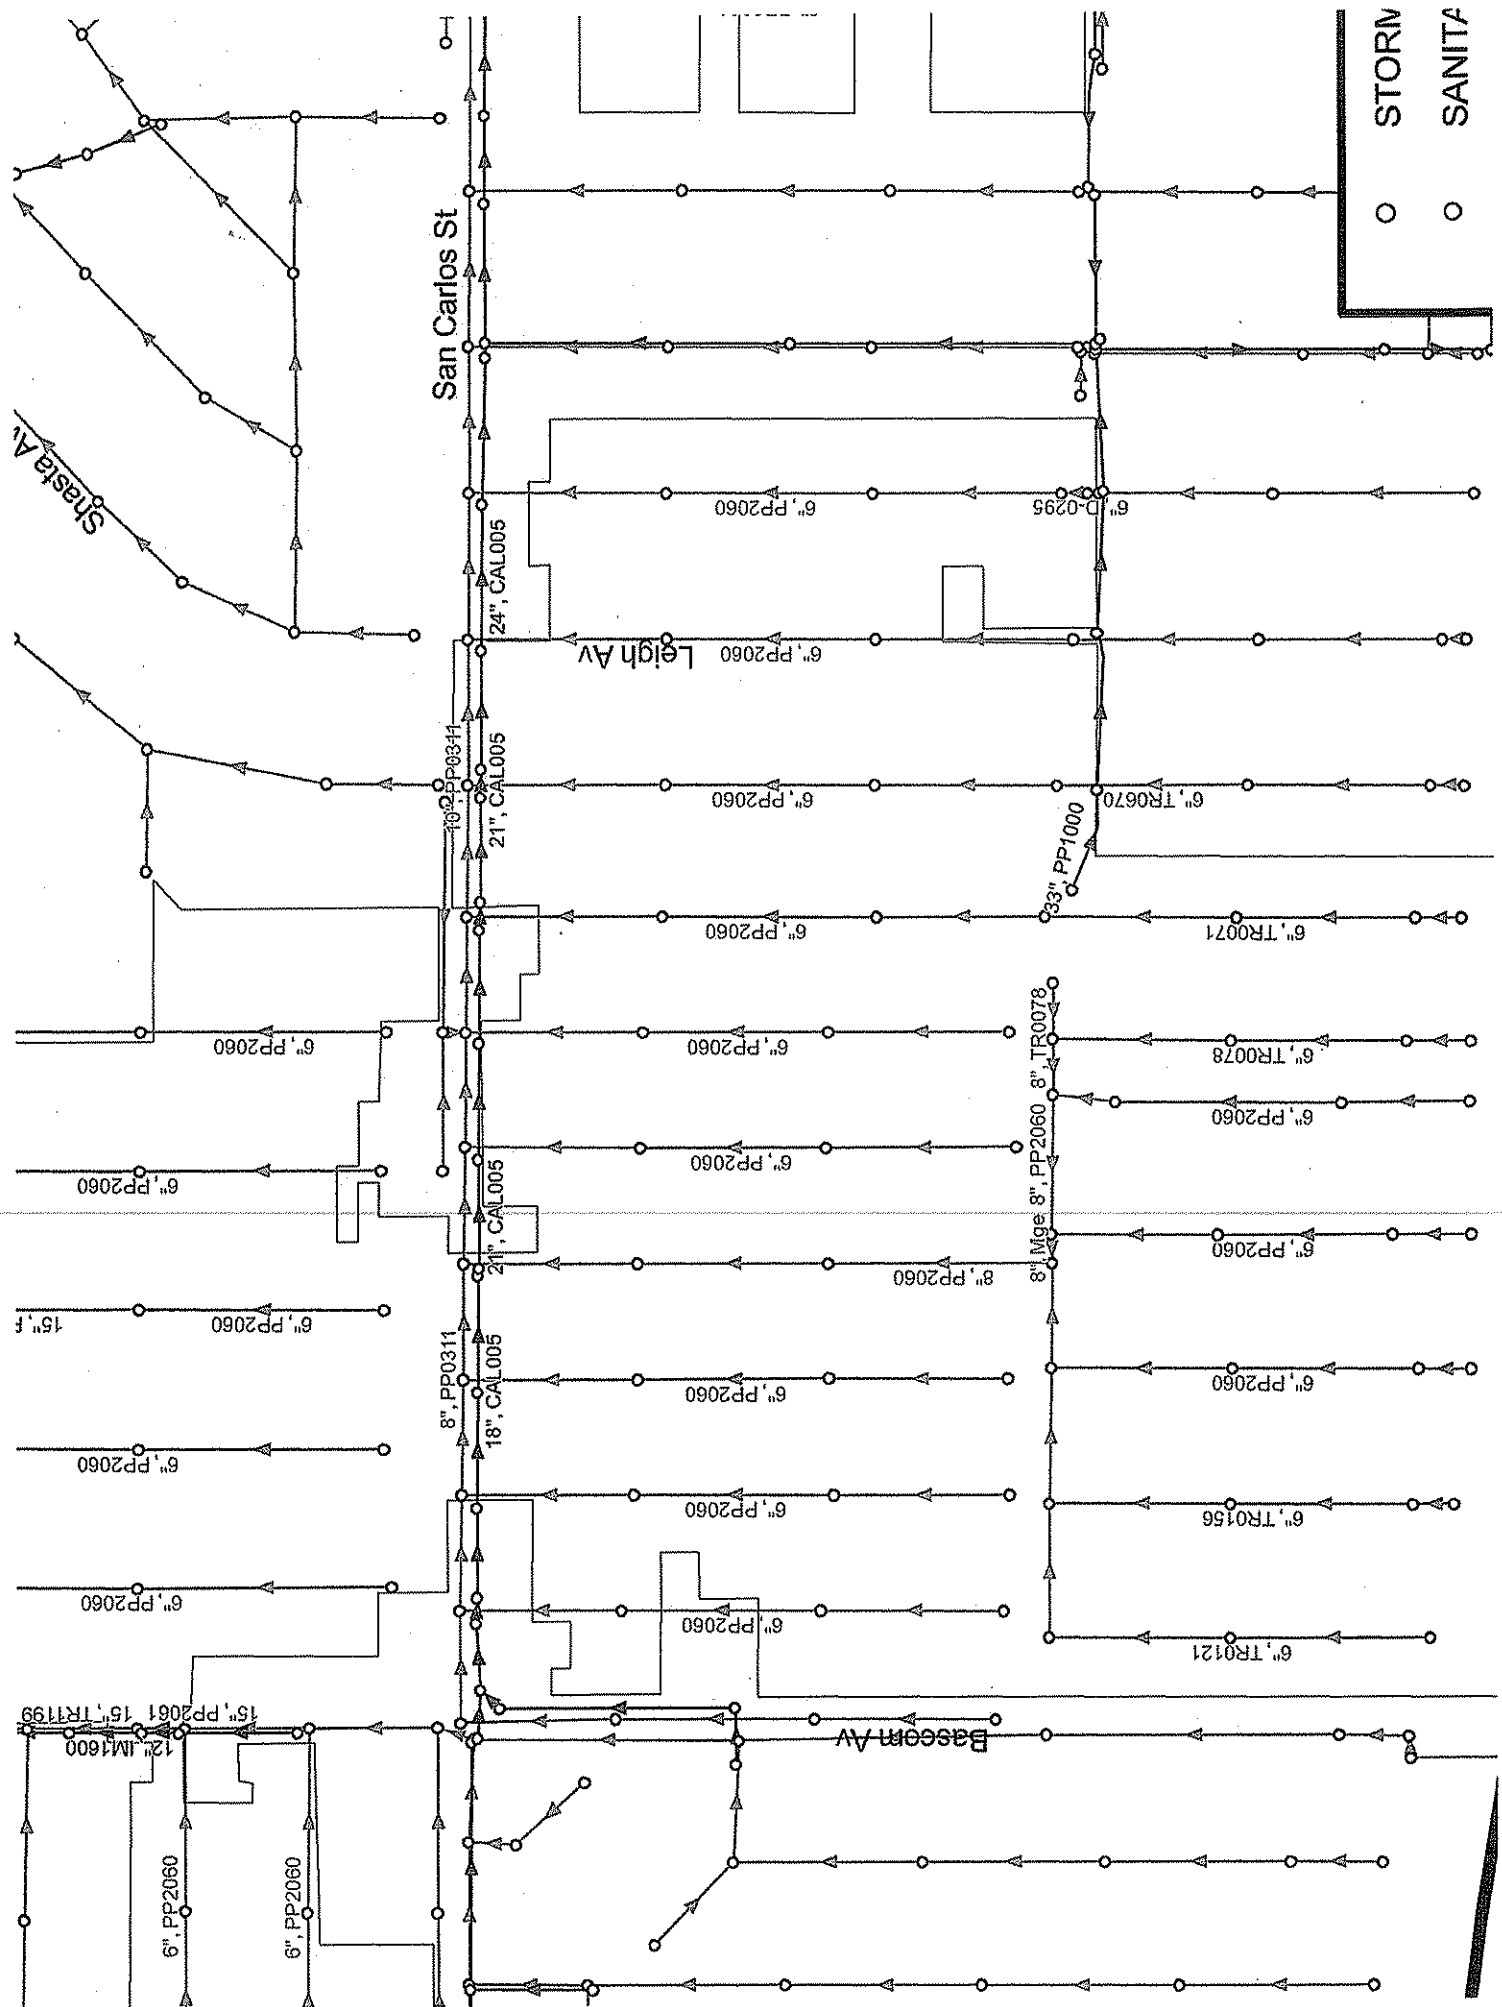 STORM
SANITA
San Carlos St
Shasta Av
24", CAL005
6", PP2060
6", D-0295
Leigh Av
6", PP2060
10", PP0311
21", CAL005
6", PP2060
6", TR0670
33", PP1000
6", PP2060
6", TR0071
6", PP2060
6", PP2060
8", TR0078
6", TR0078
6", PP2060
6", PP2060
6", PP2060
21", CAL005
8", Mge
8", PP2060
6", PP2060
8", PP2060
15", F
6", PP2060
8", PP0311
18", CAL005
6", PP2060
6", PP2060
6", PP2060
6", PP2060
6", TR0156
6", PP2060
6", PP2060
6", TR0121
15", TR1199
15", PP2061
12", IM1600
Bascom Av
6", PP2060
6", PP2060